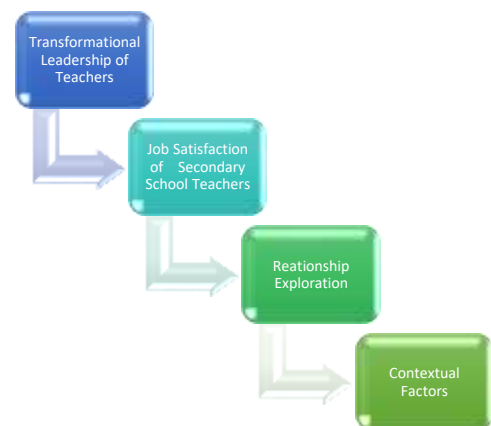 Transformational
Leadership of
Teachers
Job Satisfaction
of Secondary
School Teachers
Reationship
Exploration
Contextual
Factors